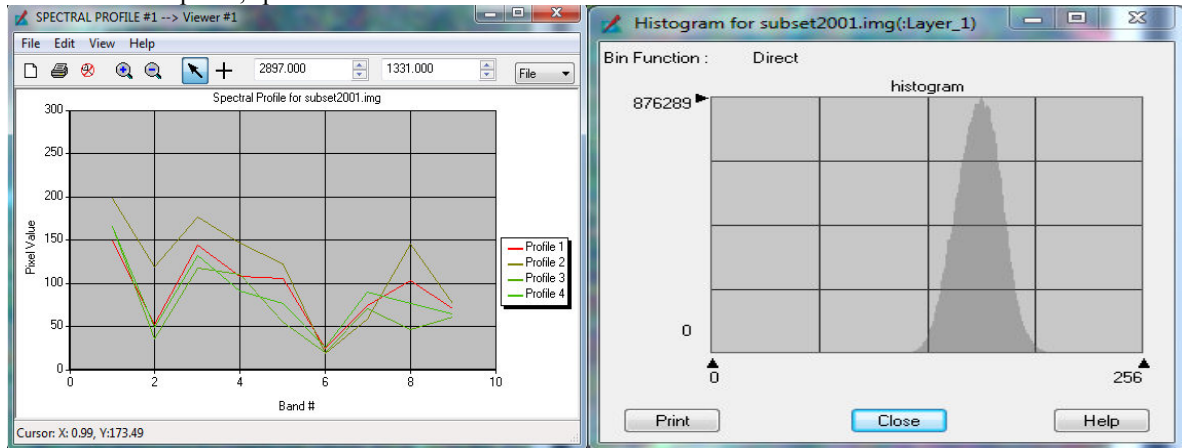 SPECTRAL PROFILE #1 --> Viewer #1
File Edit View Help
2897.000 1331.000 File
Spectral Profile for subset2001.img
300
250
200
150
100
50
0
Pixel Value
0 2 4 6 8 10
Band #
Profile 1
Profile 2
Profile 3
Profile 4
Cursor: X: 0.99, Y:173.49
Histogram for subset2001.img(:Layer_1)
Bin Function : Direct
histogram
876289
0
0 256
Print Close Help